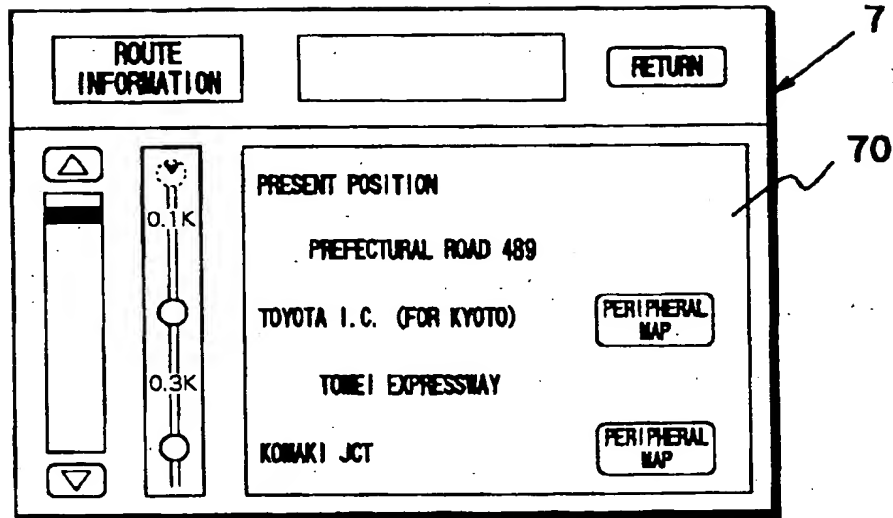 ROUTE
INFORMATION
RETURN
7
70
PRESENT POSITION
0.1K
PREFECTURAL ROAD 489
TOYOTA I.C. (FOR KYOTO)
PERIPHERAL
MAP
0.3K
TOMEI EXPRESSWAY
KOMAKI JCT
PERIPHERAL
MAP